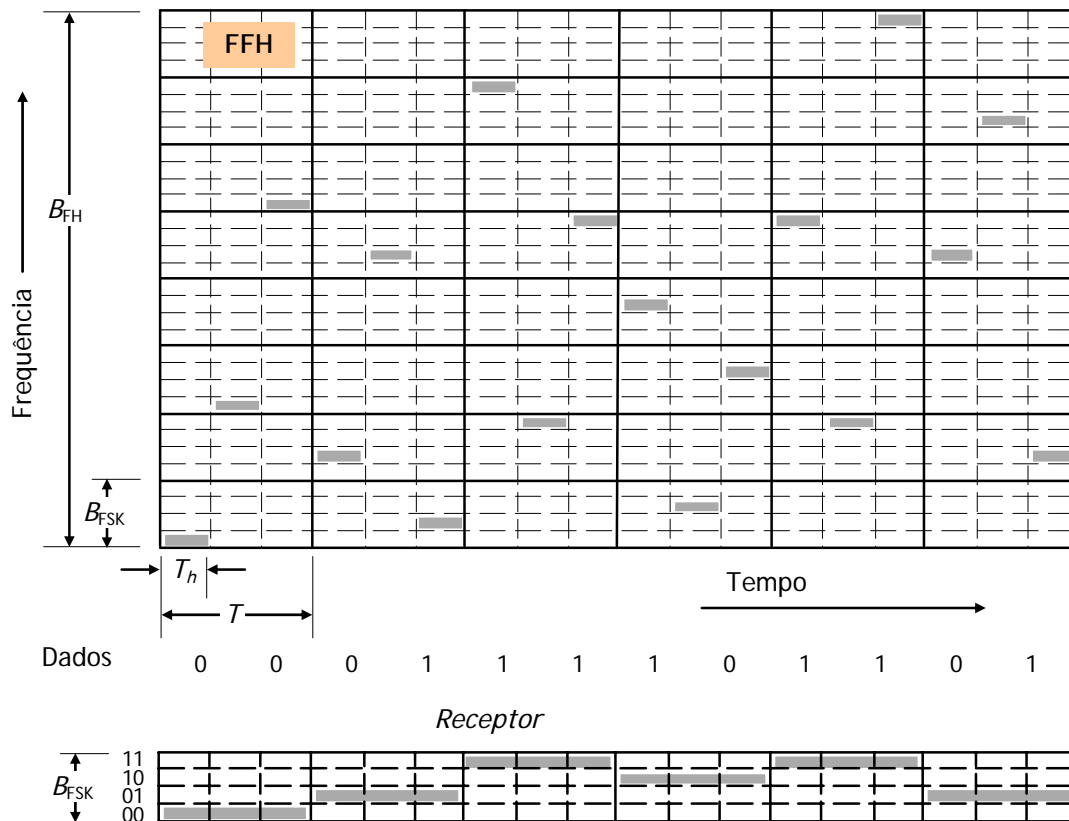 FFH
Frequência
B_FH
B_FSK
T_h
T
Tempo
Dados 0 0 0 1 1 1 1 0 1 1 0 1
Receptor
B_FSK
11
10
01
00